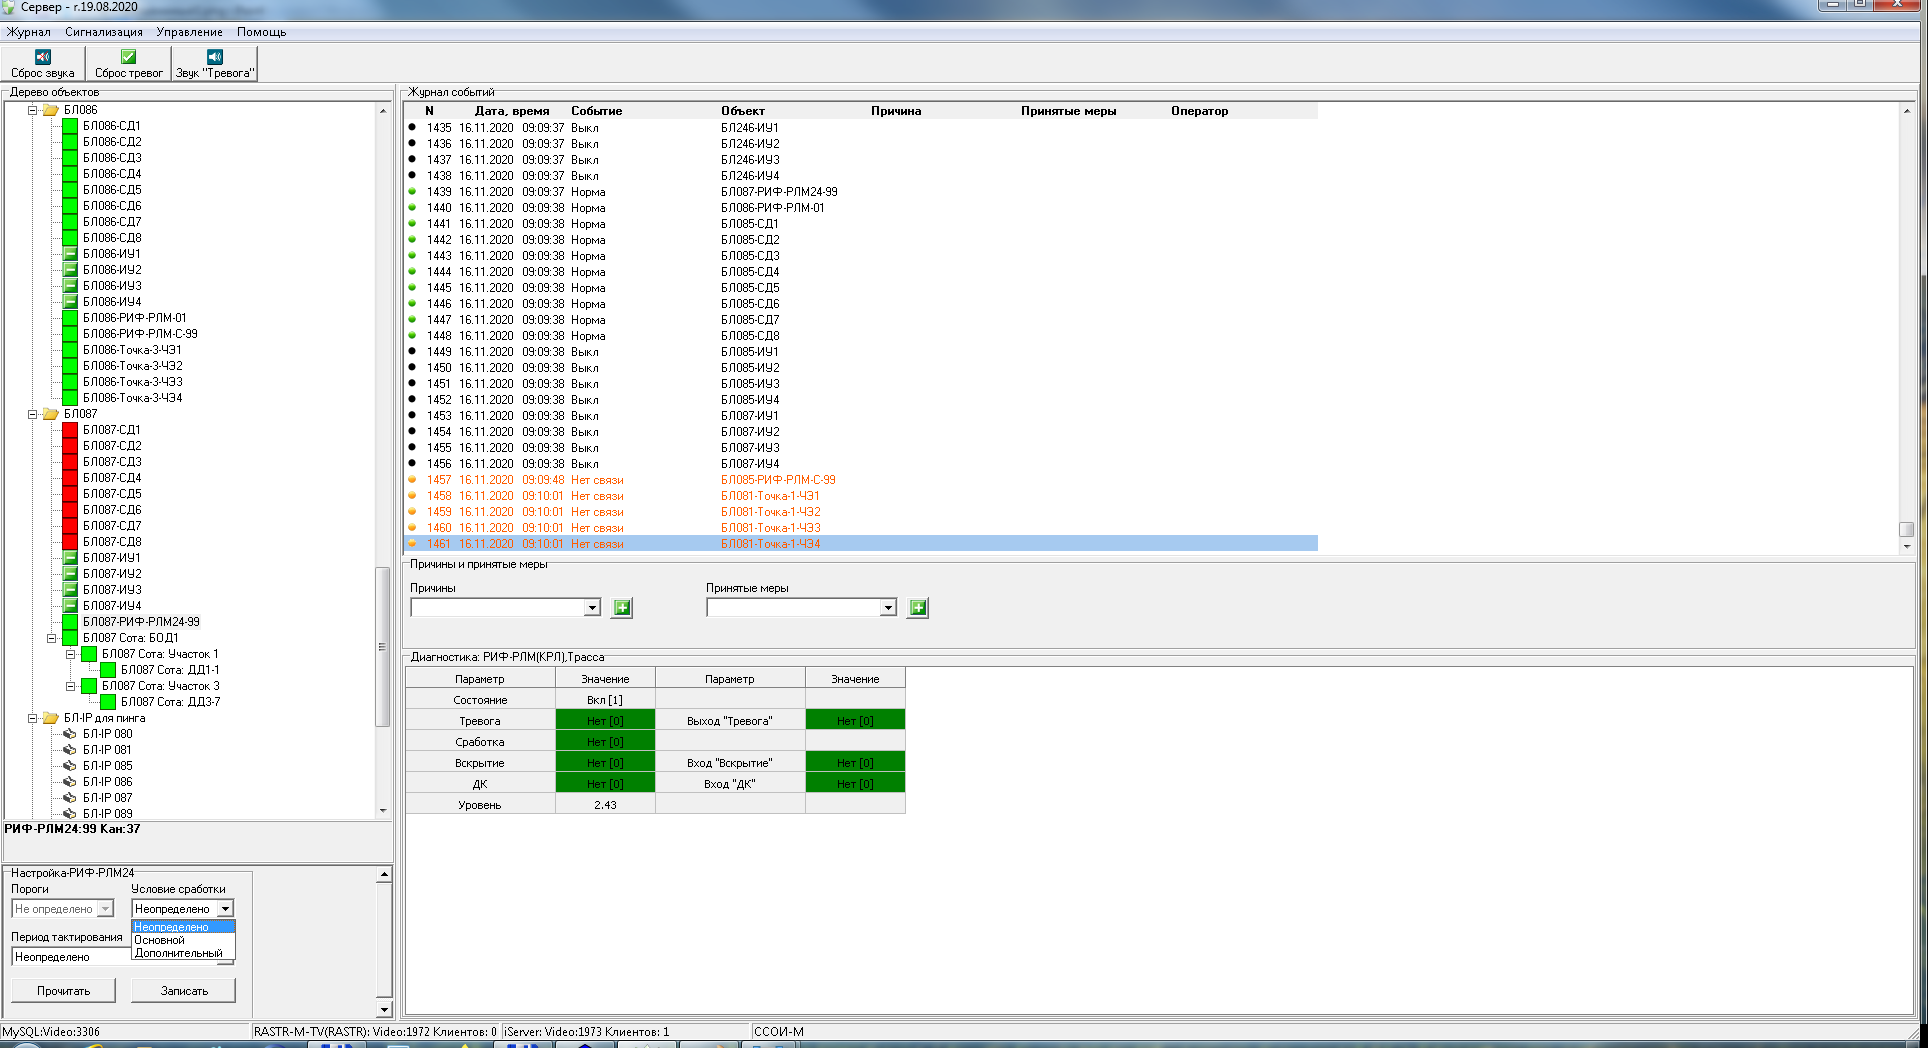 Сервер - г.19.08.2020
Журнал Сигнализация Управление Помощь
Сброс звука Сброс тревог Звук "Тревога"
Дерево объектов
БЛ086
БЛ086-СД1
БЛ086-СД2
БЛ086-СД3
БЛ086-СД4
БЛ086-СД5
БЛ086-СД6
БЛ086-СД7
БЛ086-СД8
БЛ086-ИУ1
БЛ086-ИУ2
БЛ086-ИУ3
БЛ086-ИУ4
БЛ086-РИФ-РЛМ-01
БЛ086-РИФ-РЛМ-С-99
БЛ086-Точка-3-ЧЭ1
БЛ086-Точка-3-ЧЭ2
БЛ086-Точка-3-ЧЭ3
БЛ086-Точка-3-ЧЭ4
БЛ087
БЛ087-СД1
БЛ087-СД2
БЛ087-СД3
БЛ087-СД4
БЛ087-СД5
БЛ087-СД6
БЛ087-СД7
БЛ087-СД8
БЛ087-ИУ1
БЛ087-ИУ2
БЛ087-ИУ3
БЛ087-ИУ4
БЛ087-РИФ-РЛМ24-99
БЛ087 Сота: БОД1
БЛ087 Сота: Участок 1
БЛ087 Сота: ДД1-1
БЛ087 Сота: Участок 3
БЛ087 Сота: ДД3-7
БЛ-IP для пинга
БЛ-IP 080
БЛ-IP 081
БЛ-IP 085
БЛ-IP 086
БЛ-IP 087
БЛ-IP 089
РИФ-РЛМ24:99 Кан:37
Настройка-РИФ-РЛМ24
Пороги Условие сработки
Не определено Неопределено
Неопределено
Основной
Дополнительный
Период тактирования
Неопределено
Прочитать Записать
Журнал событий
N Дата, время Событие Объект Причина Принятые меры Оператор
1435 16.11.2020 09:09:37 Выкл БЛ246-ИУ1
1436 16.11.2020 09:09:37 Выкл БЛ246-ИУ2
1437 16.11.2020 09:09:37 Выкл БЛ246-ИУ3
1438 16.11.2020 09:09:37 Выкл БЛ246-ИУ4
1439 16.11.2020 09:09:37 Норма БЛ087-РИФ-РЛМ24-99
1440 16.11.2020 09:09:38 Норма БЛ086-РИФ-РЛМ-01
1441 16.11.2020 09:09:38 Норма БЛ085-СД1
1442 16.11.2020 09:09:38 Норма БЛ085-СД2
1443 16.11.2020 09:09:38 Норма БЛ085-СД3
1444 16.11.2020 09:09:38 Норма БЛ085-СД4
1445 16.11.2020 09:09:38 Норма БЛ085-СД5
1446 16.11.2020 09:09:38 Норма БЛ085-СД6
1447 16.11.2020 09:09:38 Норма БЛ085-СД7
1448 16.11.2020 09:09:38 Норма БЛ085-СД8
1449 16.11.2020 09:09:38 Выкл БЛ085-ИУ1
1450 16.11.2020 09:09:38 Выкл БЛ085-ИУ2
1451 16.11.2020 09:09:38 Выкл БЛ085-ИУ3
1452 16.11.2020 09:09:38 Выкл БЛ085-ИУ4
1453 16.11.2020 09:09:38 Выкл БЛ087-ИУ1
1454 16.11.2020 09:09:38 Выкл БЛ087-ИУ2
1455 16.11.2020 09:09:38 Выкл БЛ087-ИУ3
1456 16.11.2020 09:09:38 Выкл БЛ087-ИУ4
1457 16.11.2020 09:09:48 Нет связи БЛ085-РИФ-РЛМ-С-99
1458 16.11.2020 09:10:01 Нет связи БЛ081-Точка-1-ЧЭ1
1459 16.11.2020 09:10:01 Нет связи БЛ081-Точка-1-ЧЭ2
1460 16.11.2020 09:10:01 Нет связи БЛ081-Точка-1-ЧЭ3
1461 16.11.2020 09:10:01 Нет связи БЛ081-Точка-1-ЧЭ4
Причины и принятые меры
Причины Принятые меры
Диагностика: РИФ-РЛМ(КРЛ),Трасса
Параметр Значение Параметр Значение
Состояние Вкл [1]
Тревога Нет [0] Выход "Тревога" Нет [0]
Сработка Нет [0]
Вскрытие Нет [0] Вход "Вскрытие" Нет [0]
ДК Нет [0] Вход "ДК" Нет [0]
Уровень 2.43
MySQL:Video:3306 RASTR-M-TV(RASTR): Video:1972 Клиентов: 0 iServer: Video:1973 Клиентов: 1 ССОИ-М